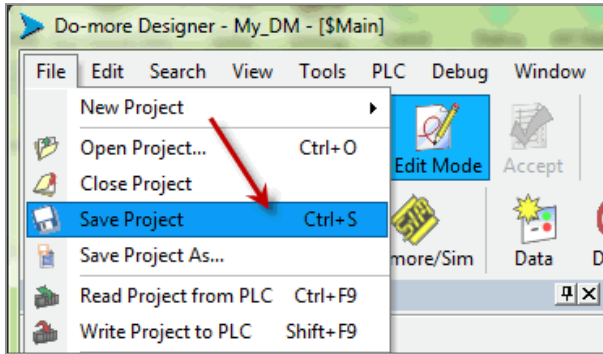 Do-more Designer - My_DM - [$Main]
File Edit Search View Tools PLC Debug Window
New Project
Open Project... Ctrl+O
Close Project
Save Project Ctrl+S
Save Project As...
Read Project from PLC Ctrl+F9
Write Project to PLC Shift+F9
Edit Mode Accept
more/Sim Data D